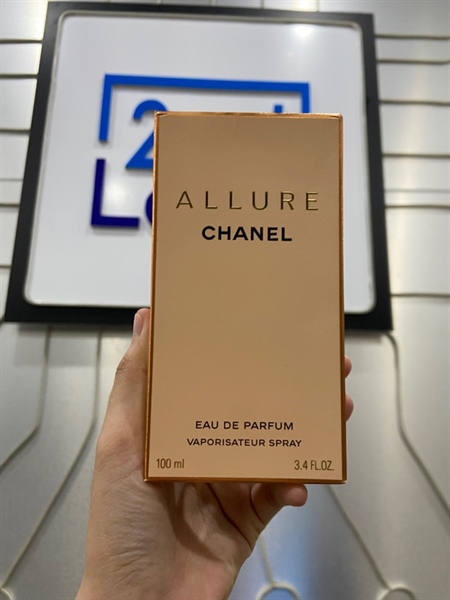 ALLURE
CHANEL
EAU DE PARFUM
VAPORISATEUR SPRAY
100 ml 3.4 FL.OZ.